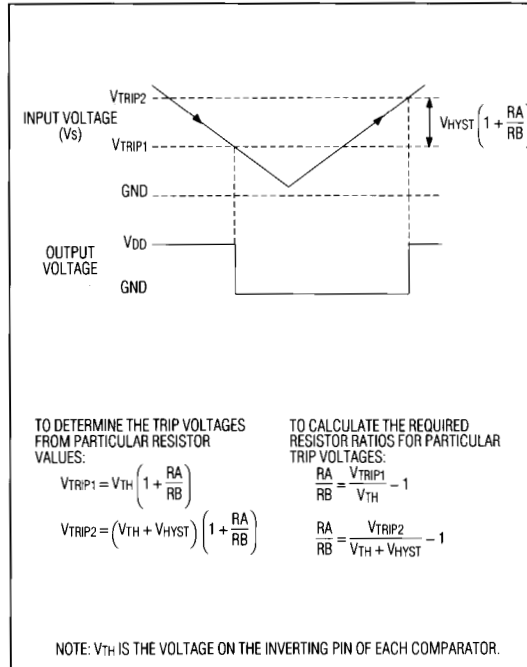 VTRIP2
INPUT VOLTAGE
(Vs)
VTRIP1
GND
VHYST(1 + RA/RB)
OUTPUT
VOLTAGE
VDD
GND
TO DETERMINE THE TRIP VOLTAGES
FROM PARTICULAR RESISTOR
VALUES:
VTRIP1 = VTH (1 + RA/RB)
VTRIP2 = (VTH + VHYST) (1 + RA/RB)
TO CALCULATE THE REQUIRED
RESISTOR RATIOS FOR PARTICULAR
TRIP VOLTAGES:
RA/RB = VTRIP1/VTH − 1
RA/RB = VTRIP2/(VTH + VHYST) − 1
NOTE: VTH IS THE VOLTAGE ON THE INVERTING PIN OF EACH COMPARATOR.